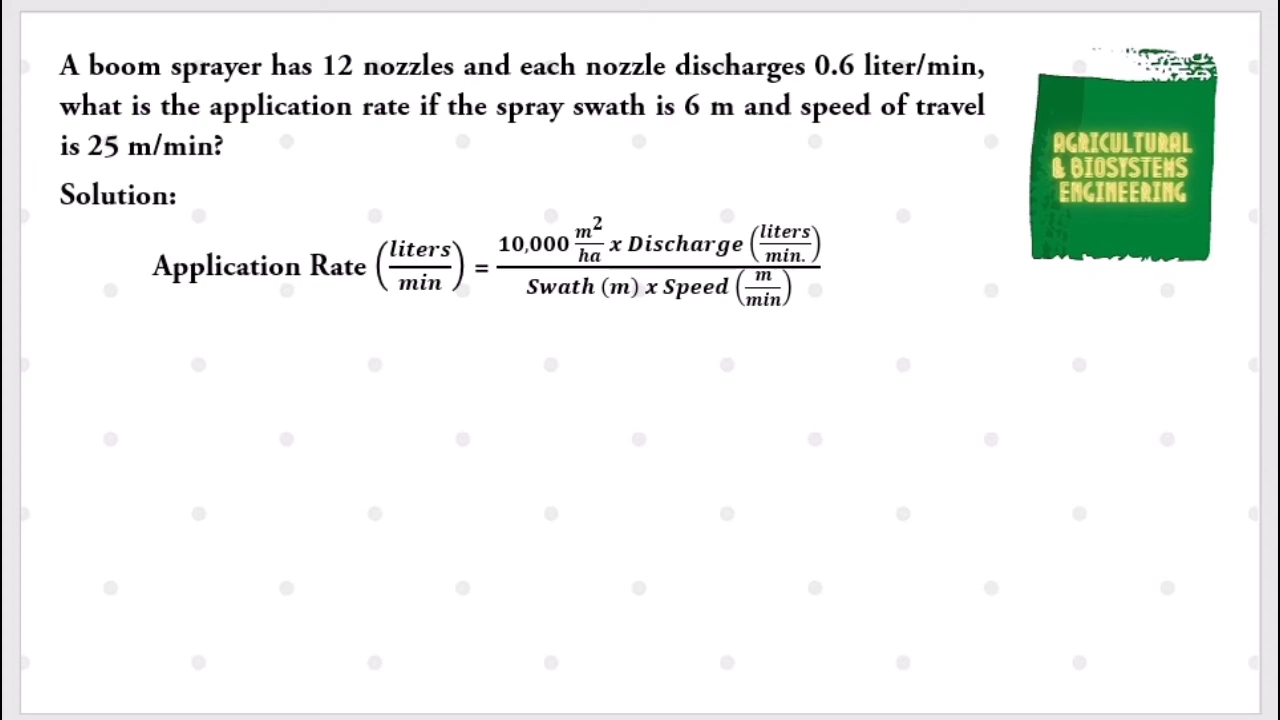 A boom sprayer has 12 nozzles and each nozzle discharges 0.6 liter/min,
what is the application rate if the spray swath is 6 m and speed of travel
is 25 m/min?
Solution:
Application Rate (liters/min) = 10,000 m²/ha x Discharge (liters/min.)
Swath (m) x Speed (m/min)
AGRICULTURAL
& BIOSYSTEMS
ENGINEERING